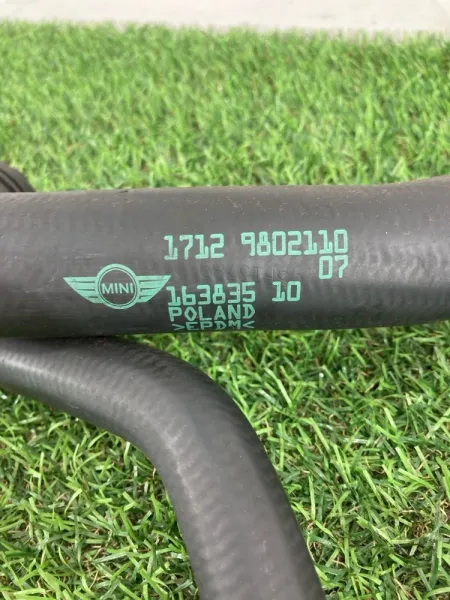 1712 9802110
07
MINI
163835 10
POLAND
>EPDM<